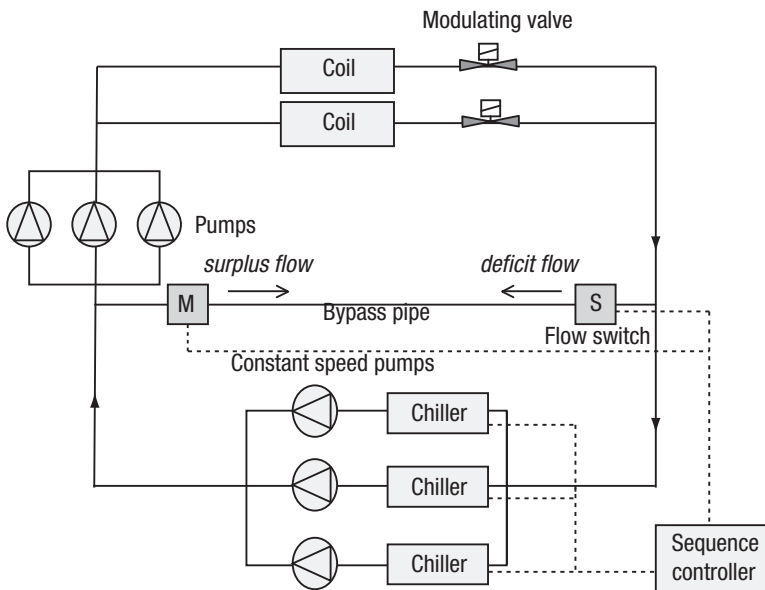 Modulating valve
Coil
Coil
Pumps
surplus flow
deficit flow
M
S
Bypass pipe
Flow switch
Constant speed pumps
Chiller
Chiller
Chiller
Sequence
controller